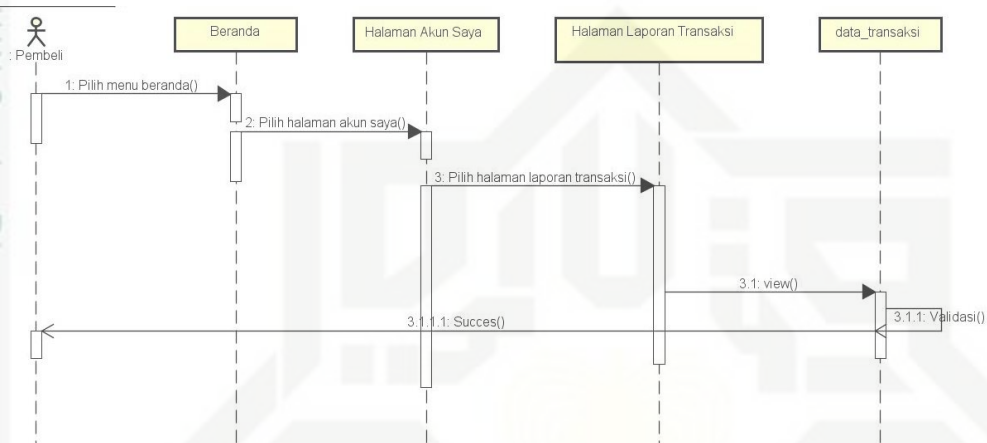 Beranda
Halaman Akun Saya
Halaman Laporan Transaksi
data_transaksi
: Pembeli
1: Pilih menu beranda()
2: Pilih halaman akun saya()
3: Pilih halaman laporan transaksi()
3.1: view()
3.1.1: Validasi()
3.1.1.1: Succes()